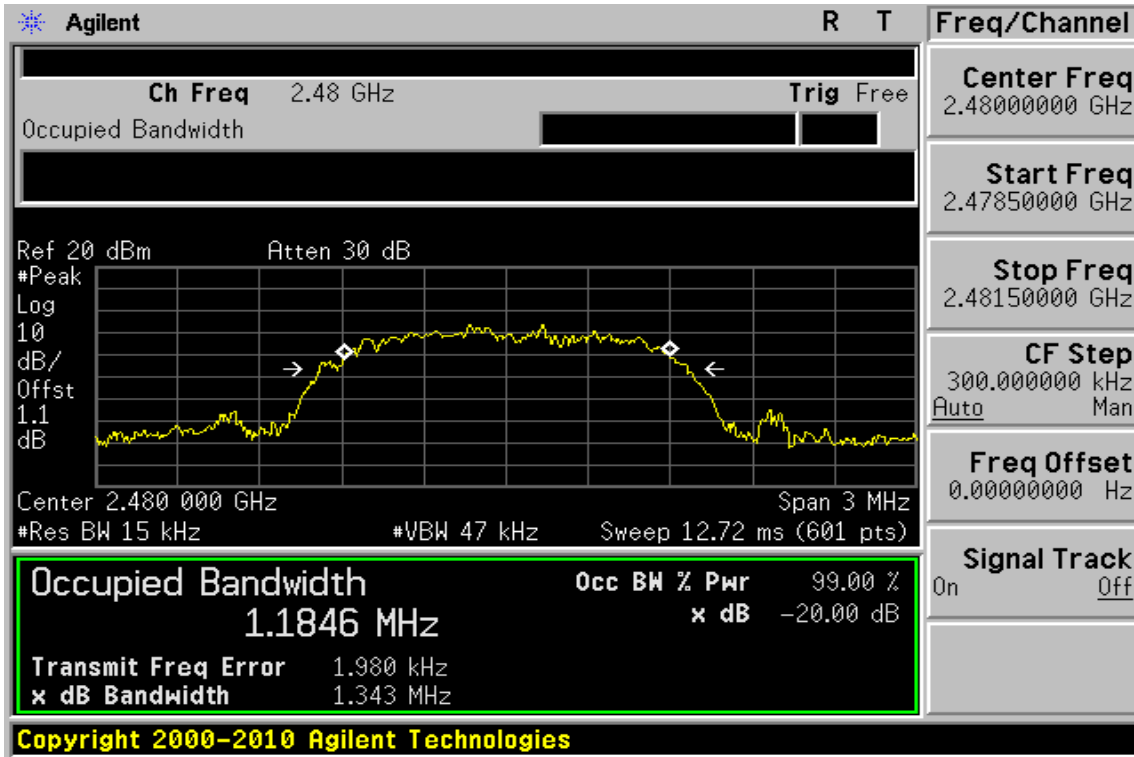 Agilent R T
Ch Freq 2.48 GHz Trig Free
Occupied Bandwidth
Ref 20 dBm Atten 30 dB
#Peak
Log
10
dB/
Offst
1.1
dB
Center 2.480 000 GHz Span 3 MHz
#Res BW 15 kHz #VBW 47 kHz Sweep 12.72 ms (601 pts)
Occupied Bandwidth Occ BW % Pwr 99.00 %
1.1846 MHz x dB -20.00 dB
Transmit Freq Error 1.980 kHz
x dB Bandwidth 1.343 MHz
Copyright 2000-2010 Agilent Technologies
Freq/Channel
Center Freq
2.48000000 GHz
Start Freq
2.47850000 GHz
Stop Freq
2.48150000 GHz
CF Step
300.000000 kHz
Auto Man
Freq Offset
0.00000000 Hz
Signal Track
On Off